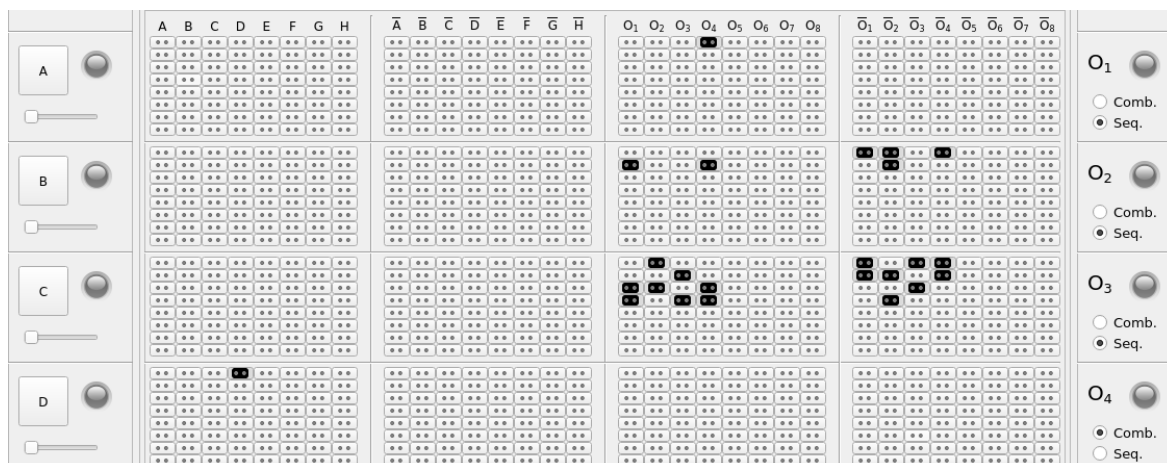 A B C D E F G H A̅ B̅ C̅ D̅ E̅ F̅ G̅ H̅ O₁ O₂ O₃ O₄ O₅ O₆ O₇ O₈ O̅₁ O̅₂ O̅₃ O̅₄ O̅₅ O̅₆ O̅₇ O̅₈
A
O₁
Comb.
Seq.
B
O₂
Comb.
Seq.
C
O₃
Comb.
Seq.
D
O₄
Comb.
Seq.